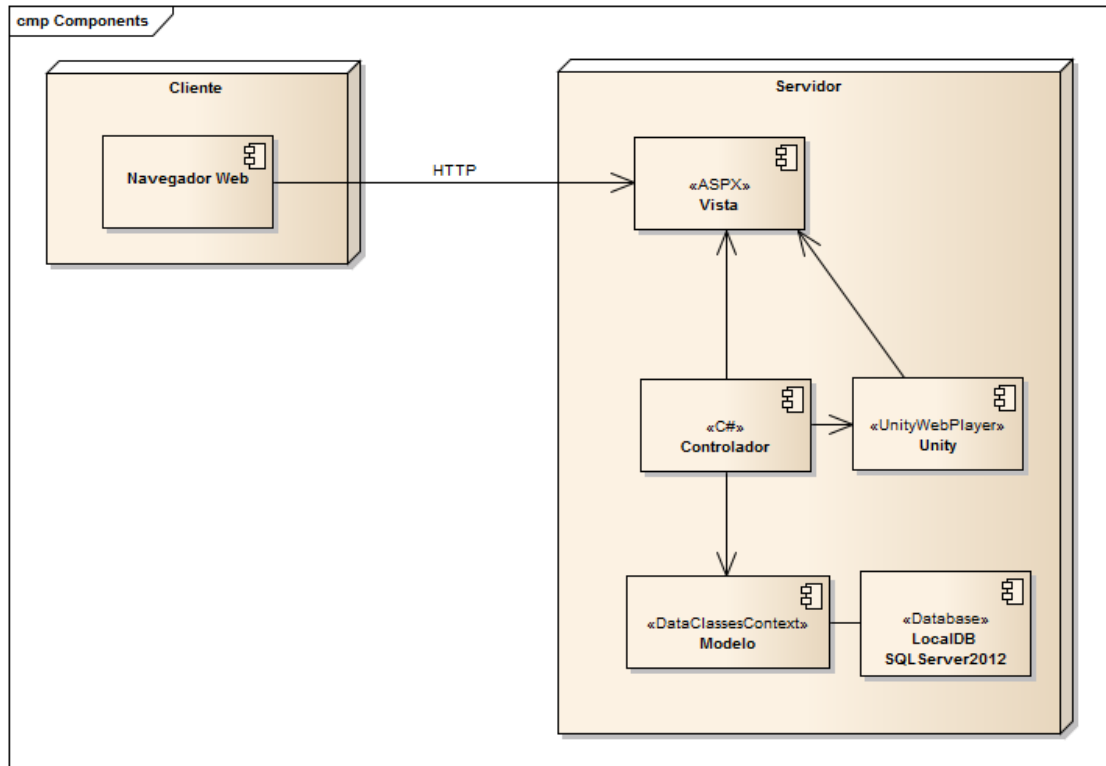 cmp Components
Cliente
Navegador Web
HTTP
Servidor
«ASPX»
Vista
«C#»
Controlador
«UnityWebPlayer»
Unity
«DataClassesContext»
Modelo
«Database»
LocalDB
SQLServer2012